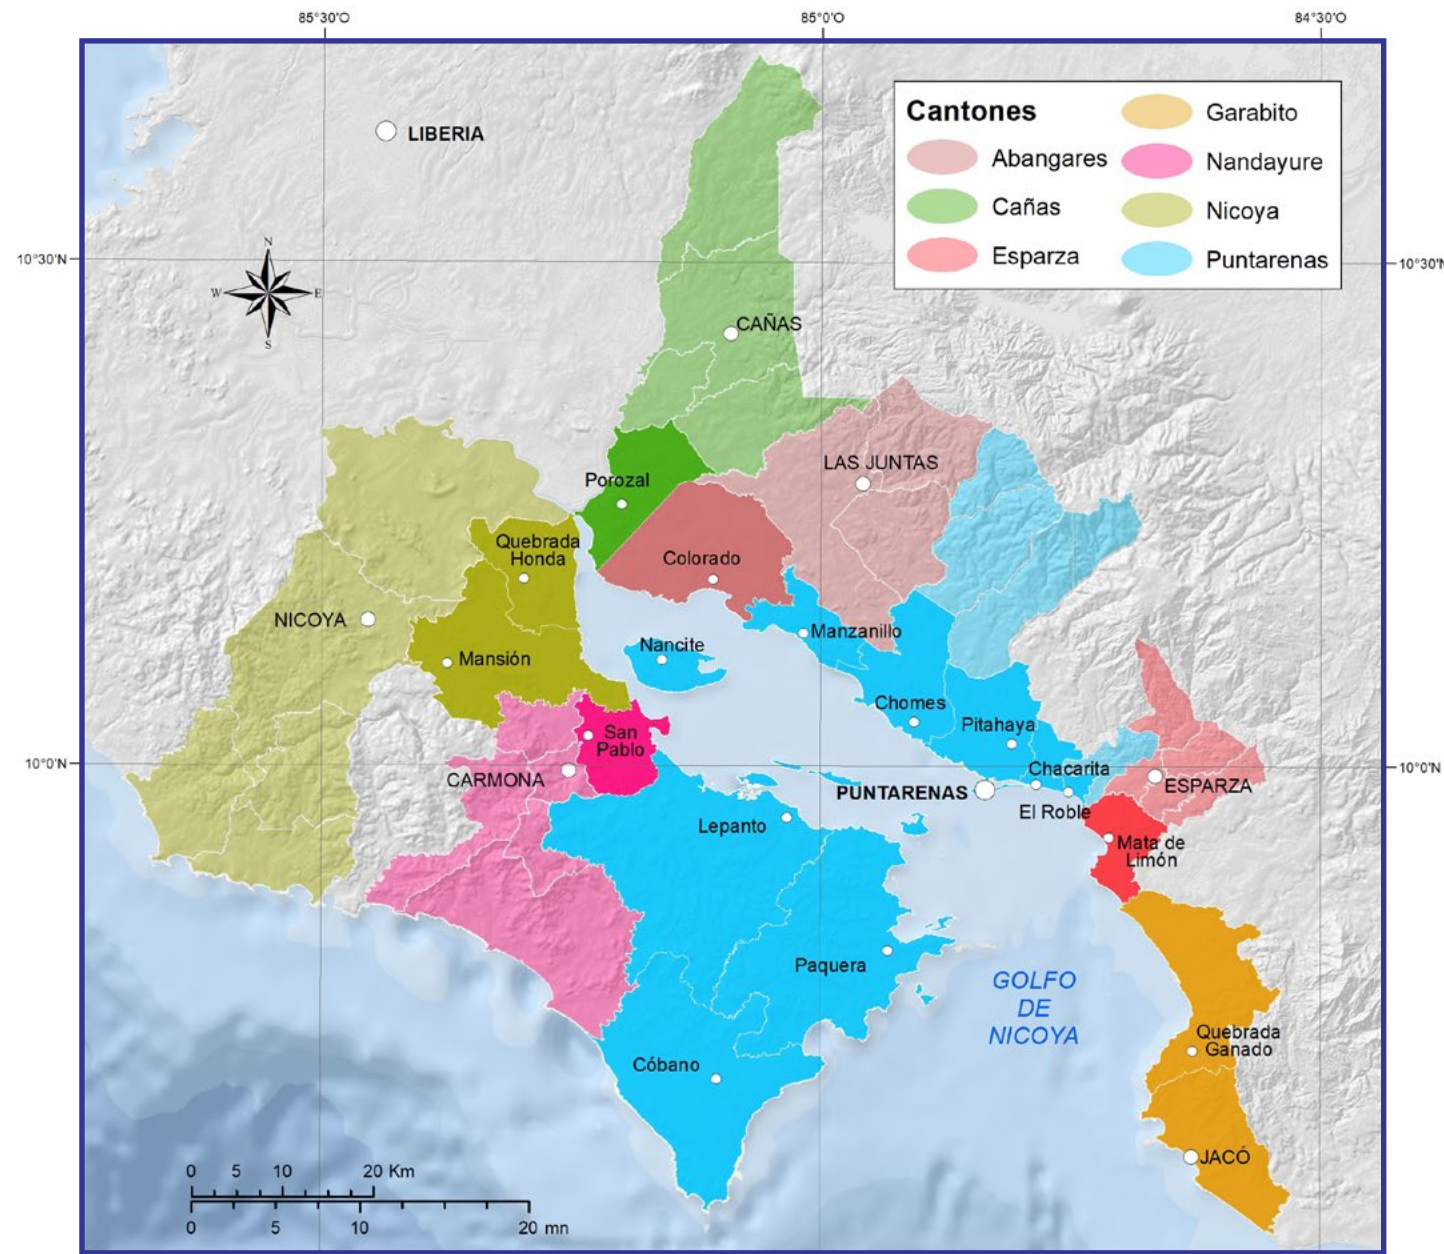 85°30'O
85°0'O
84°30'O
LIBERIA
Cantones
Abangares
Cañas
Esparza
Garabito
Nandayure
Nicoya
Puntarenas
10°30'N
10°30'N
N
W
E
S
CAÑAS
LAS JUNTAS
Porozal
Quebrada
Honda
Colorado
NICOYA
Manzanillo
Nancite
Mansión
Chomes
Pitahaya
San
Pablo
10°0'N
10°0'N
CARMONA
Chacarita
ESPARZA
PUNTARENAS
El Roble
Lepanto
Mata de
Limón
Paquera
GOLFO
DE
NICOYA
Quebrada
Ganado
Cóbano
JACÓ
0 5 10 20 Km
0 5 10 20 mn